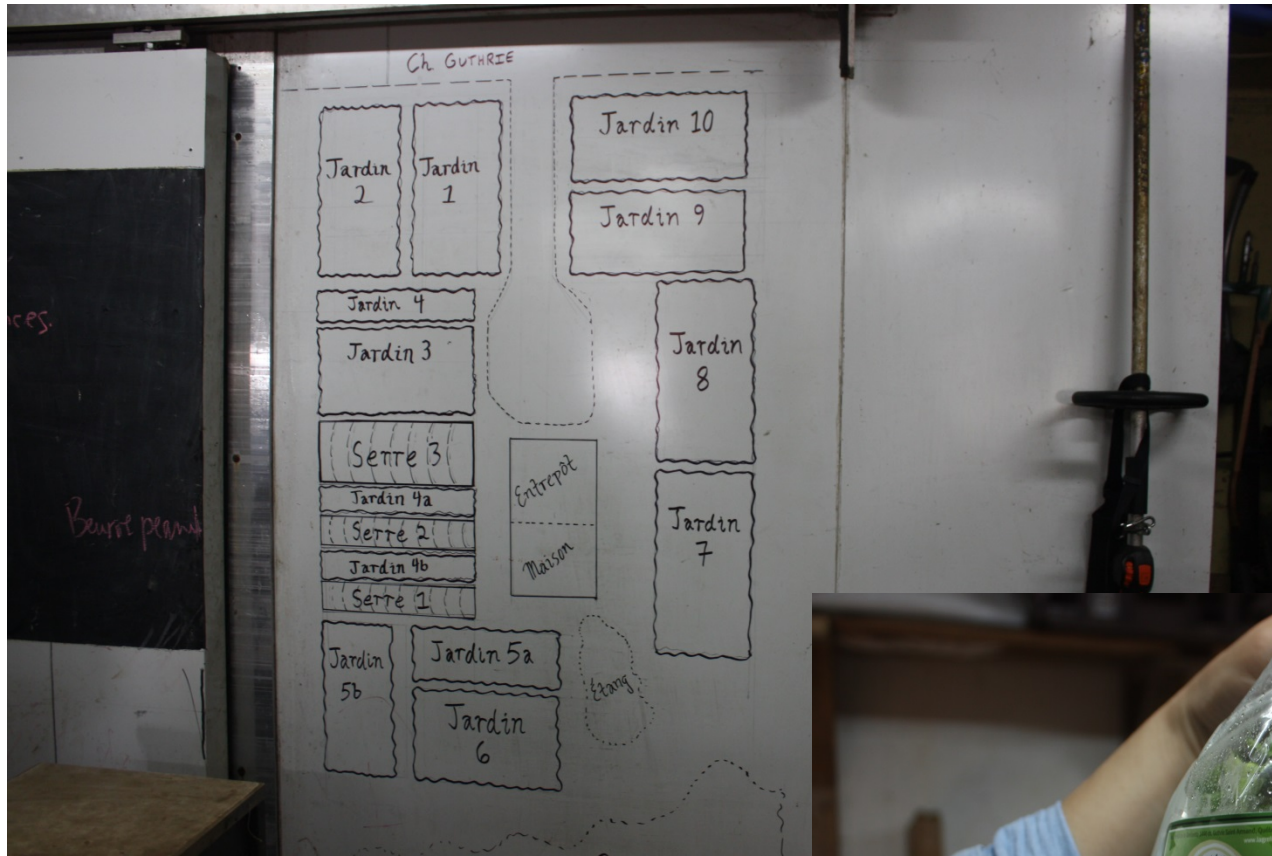 Ch GUTHRIE
Jardin
2
Jardin
1
Jardin 10
Jardin 9
Jardin 4
Jardin 3
Jardin
8
Serre 3
Jardin 4a
Serre 2
Jardin 4b
Serre 1
Entrepôt
Maison
Jardin
7
Jardin
5b
Jardin 5a
Jardin
6
Étang
ces.
Beurre peanut